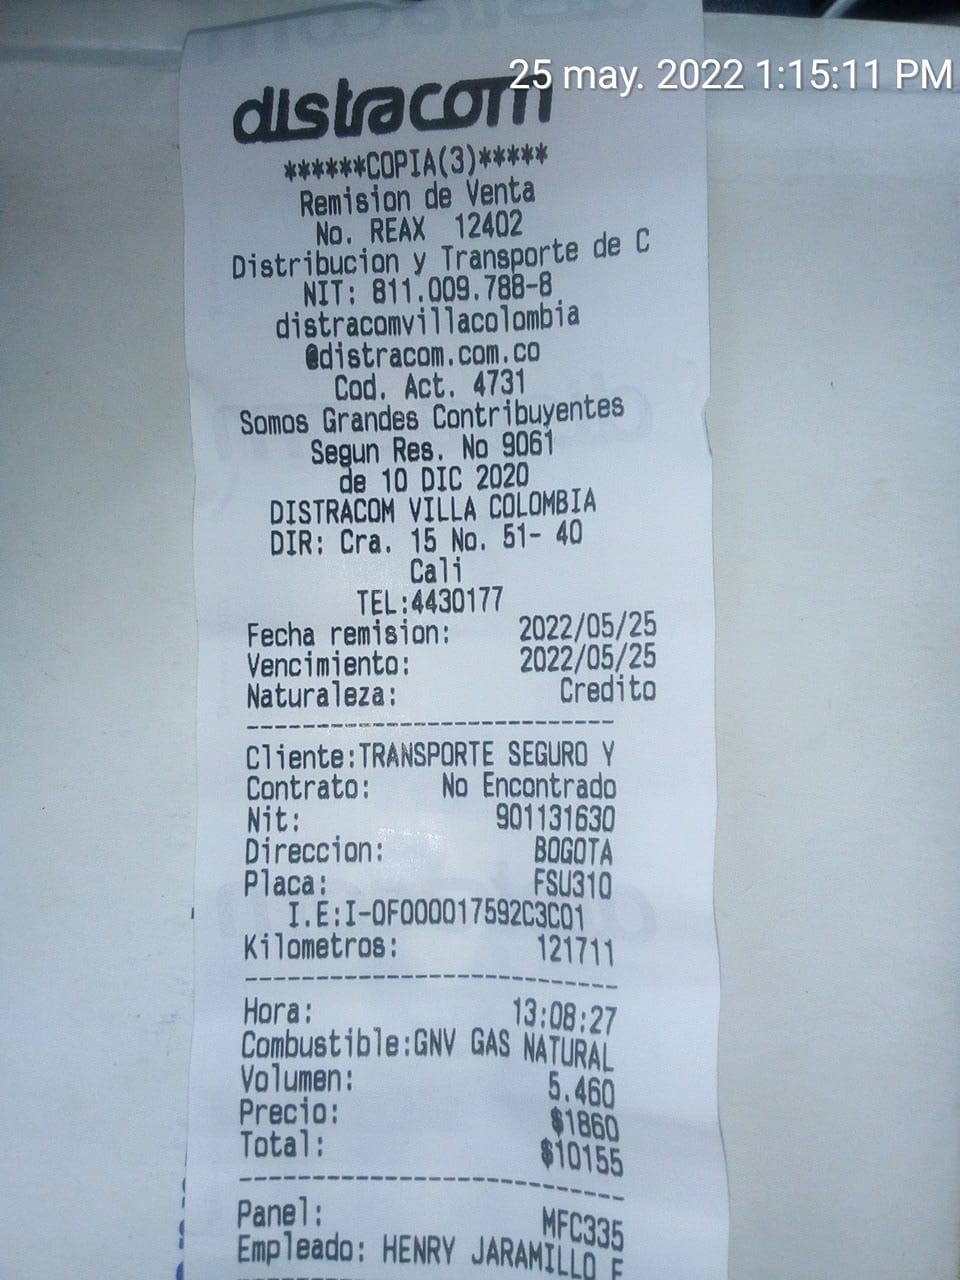 25 may. 2022 1:15:11 PM
distracom
******COPIA(3)*****
Remision de Venta
No. REAX 12402
Distribucion y Transporte de C
NIT: 811.009.788-8
distracomvillacolombia
@distracom.com.co
Cod. Act. 4731
Somos Grandes Contribuyentes
Segun Res. No 9061
de 10 DIC 2020
DISTRACOM VILLA COLOMBIA
DIR: Cra. 15 No. 51- 40
Cali
TEL:4430177
Fecha remision: 2022/05/25
Vencimiento: 2022/05/25
Naturaleza: Credito
--------------------------------
Cliente:TRANSPORTE SEGURO Y
Contrato: No Encontrado
Nit: 901131630
Direccion: BOGOTA
Placa: FSU310
I.E:I-0F000017592C3C01
Kilometros: 121711
--------------------------------
Hora: 13:08:27
Combustible:GNV GAS NATURAL
Volumen: 5.460
Precio: $1860
Total: $10155
--------------------------------
Panel: MFC335
Empleado: HENRY JARAMILLO F